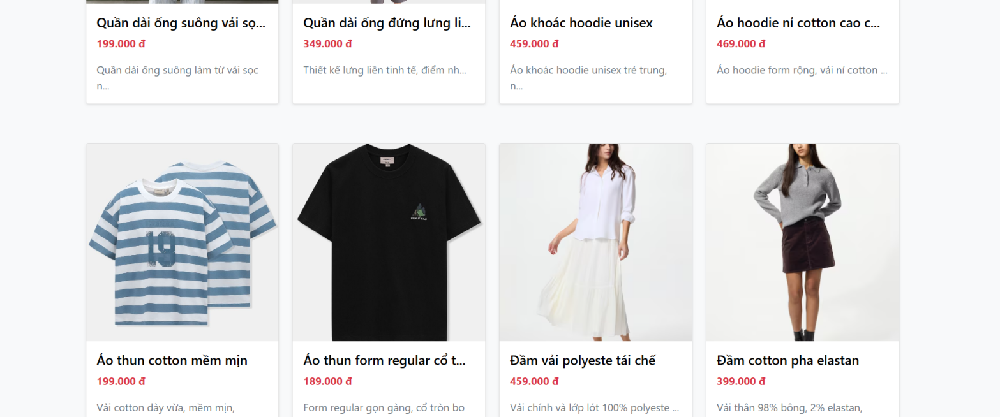 Quần dài ống suông vải sọ...
199.000 đ
Quần dài ống suông làm từ vải sọc
n...
Quần dài ống đứng lưng li...
349.000 đ
Thiết kế lưng liền tinh tế, điểm nh...
Áo khoác hoodie unisex
459.000 đ
Áo khoác hoodie unisex trẻ trung,
n...
Áo hoodie nỉ cotton cao c...
469.000 đ
Áo hoodie form rộng, vải nỉ cotton ...
19
KEEP IT WILD
Áo thun cotton mềm mịn
199.000 đ
Vải cotton dày vừa, mềm mịn,
Áo thun form regular cổ t...
189.000 đ
Form regular gọn gàng, cổ tròn bo
Đầm vải polyeste tái chế
459.000 đ
Vải chính và lớp lót 100% polyeste ...
Đầm cotton pha elastan
399.000 đ
Vải thân 98% bông, 2% elastan,